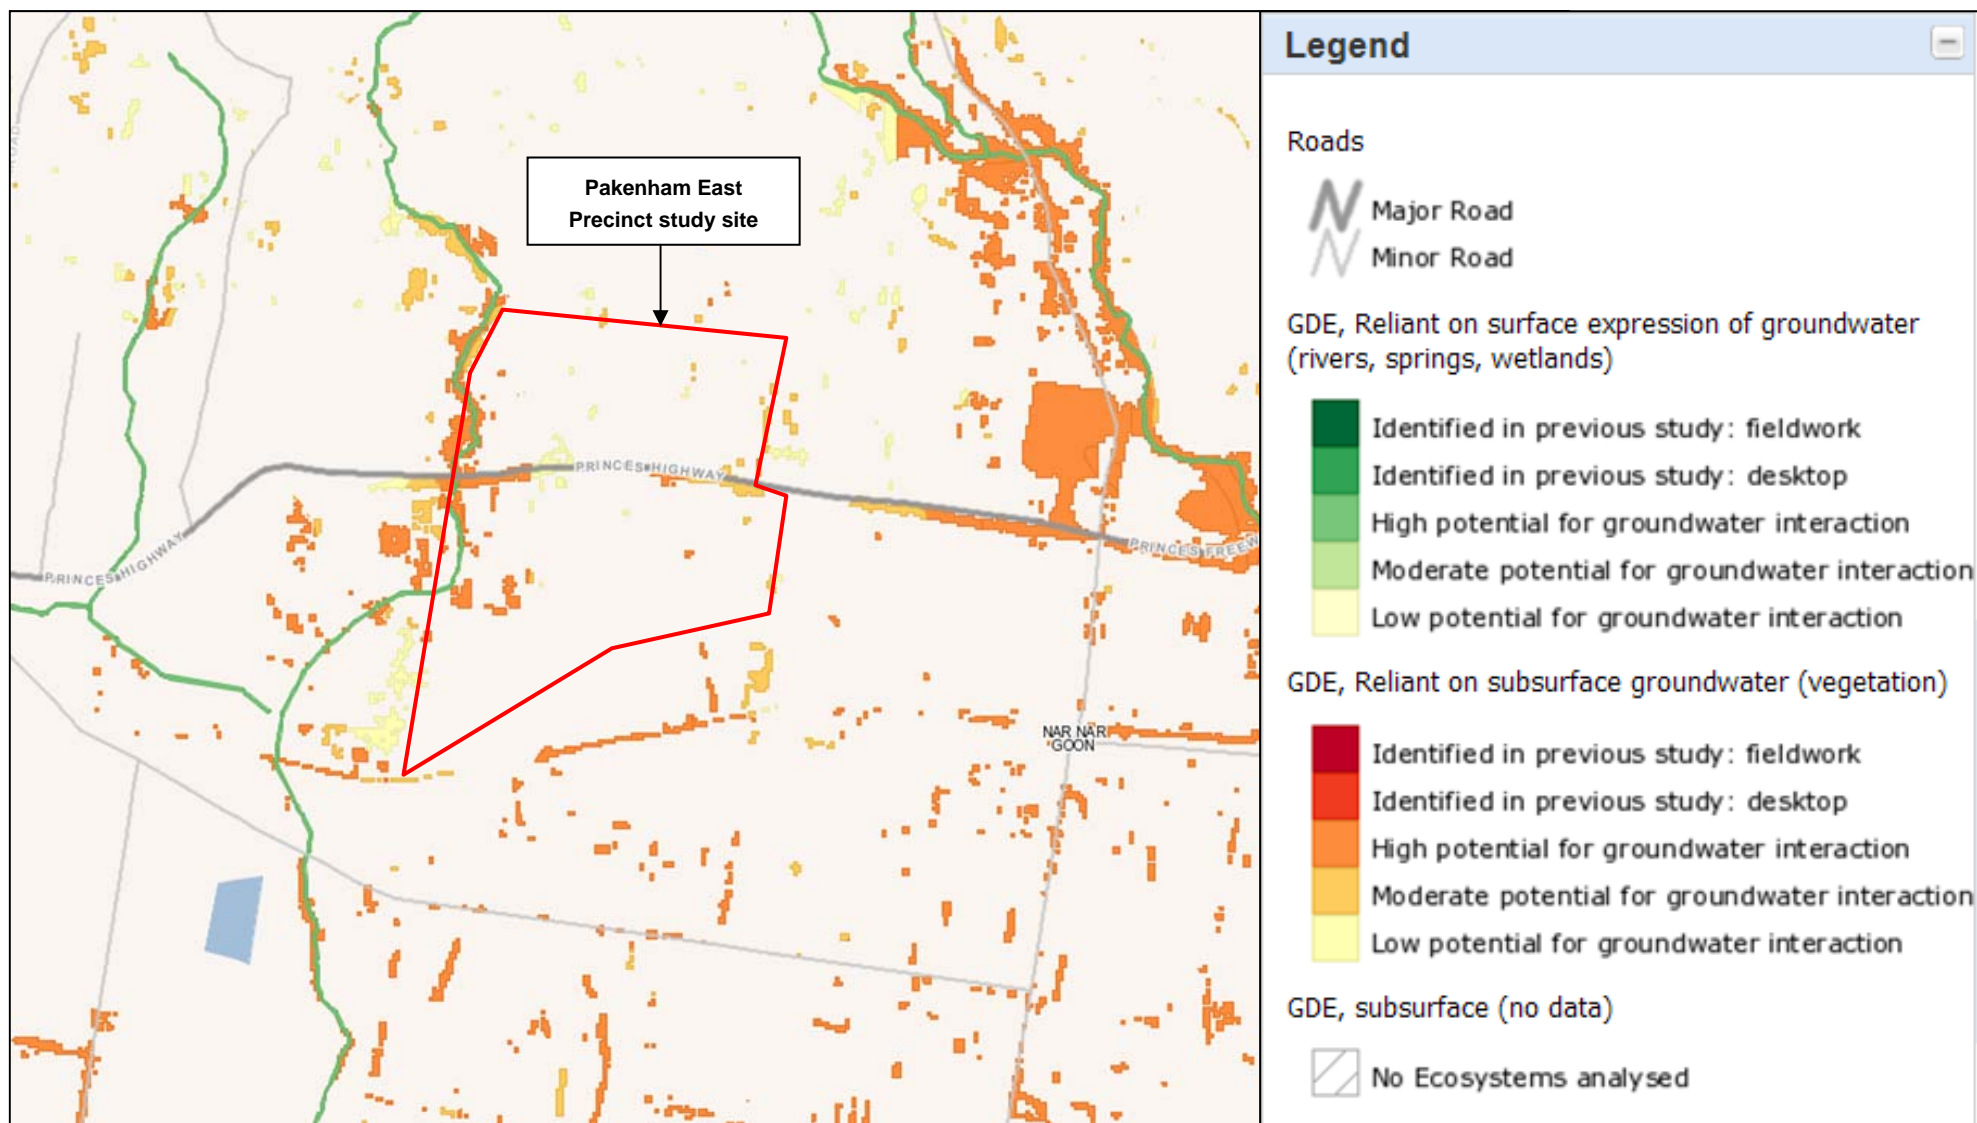 Pakenham East
Precinct study site
ROAD
PRINCES HIGHWAY
PRINCES HIGHWAY
PRINCES FREEW
NAR NAR
GOON
Legend
Roads
Major Road
Minor Road
GDE, Reliant on surface expression of groundwater
(rivers, springs, wetlands)
Identified in previous study: fieldwork
Identified in previous study: desktop
High potential for groundwater interaction
Moderate potential for groundwater interaction
Low potential for groundwater interaction
GDE, Reliant on subsurface groundwater (vegetation)
Identified in previous study: fieldwork
Identified in previous study: desktop
High potential for groundwater interaction
Moderate potential for groundwater interaction
Low potential for groundwater interaction
GDE, subsurface (no data)
No Ecosystems analysed